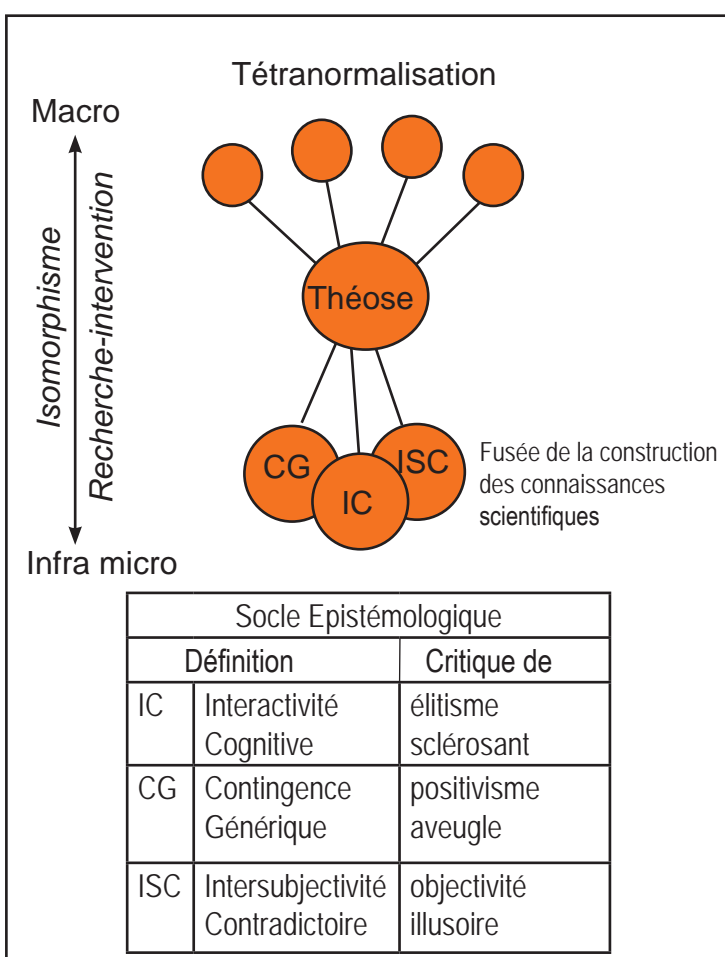 Tétranormalisation
Macro
Isomorphisme
Recherche-intervention
Théose
CG
IC
ISC
Fusée de la construction
des connaissances
scientifiques
Infra micro
Socle Epistémologique
Définition
Critique de
IC
Interactivité
Cognitive
élitisme
sclérosant
CG
Contingence
Générique
positivisme
aveugle
ISC
Intersubjectivité
Contradictoire
objectivité
illusoire